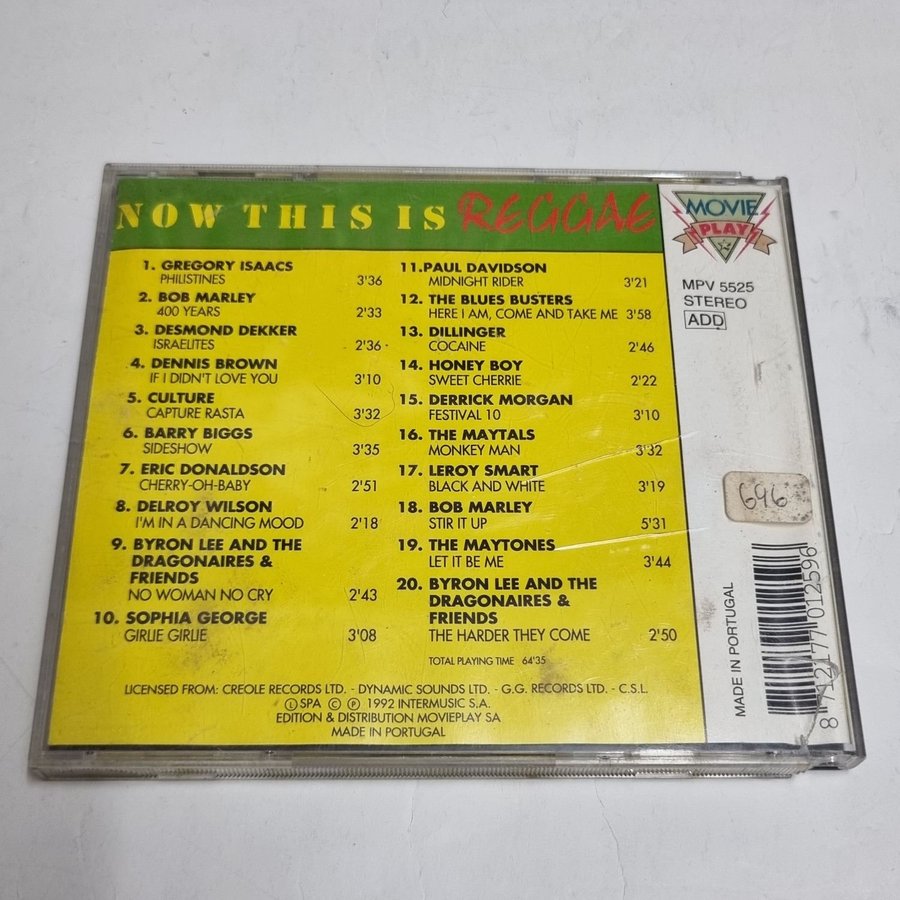 NOW THIS IS REGGAE
1. GREGORY ISAACS
PHILISTINES 3'36
2. BOB MARLEY
400 YEARS 2'33
3. DESMOND DEKKER
ISRAELITES 2'36
4. DENNIS BROWN
IF I DIDN'T LOVE YOU 3'10
5. CULTURE
CAPTURE RASTA 3'32
6. BARRY BIGGS
SIDESHOW 3'35
7. ERIC DONALDSON
CHERRY-OH-BABY 2'51
8. DELROY WILSON
I'M IN A DANCING MOOD 2'18
9. BYRON LEE AND THE
DRAGONAIRES &
FRIENDS
NO WOMAN NO CRY 2'43
10. SOPHIA GEORGE
GIRLIE GIRLIE 3'08
11.PAUL DAVIDSON
MIDNIGHT RIDER 3'21
12. THE BLUES BUSTERS
HERE I AM, COME AND TAKE ME 3'58
13. DILLINGER
COCAINE 2'46
14. HONEY BOY
SWEET CHERRIE 2'22
15. DERRICK MORGAN
FESTIVAL 10 3'10
16. THE MAYTALS
MONKEY MAN 3'32
17. LEROY SMART
BLACK AND WHITE 3'19
18. BOB MARLEY
STIR IT UP 5'31
19. THE MAYTONES
LET IT BE ME 3'44
20. BYRON LEE AND THE
DRAGONAIRES &
FRIENDS
THE HARDER THEY COME 2'50
TOTAL PLAYING TIME 64'35
LICENSED FROM: CREOLE RECORDS LTD. - DYNAMIC SOUNDS LTD. - G.G. RECORDS LTD. - C.S.L.
Ⓛ SPA © Ⓟ 1992 INTERMUSIC S.A.
EDITION & DISTRIBUTION MOVIEPLAY SA
MADE IN PORTUGAL
MOVIE
PLAY
MPV 5525
STEREO
ADD
696
MADE IN PORTUGAL
8 712177 012596